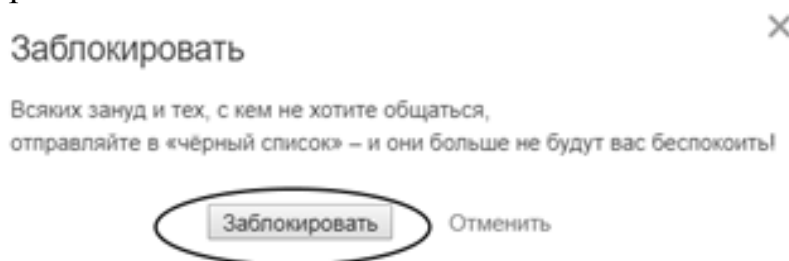 Заблокировать
Всяких зануд и тех, с кем не хотите общаться,
отправляйте в «чёрный список» – и они больше не будут вас беспокоить!
Заблокировать Отменить